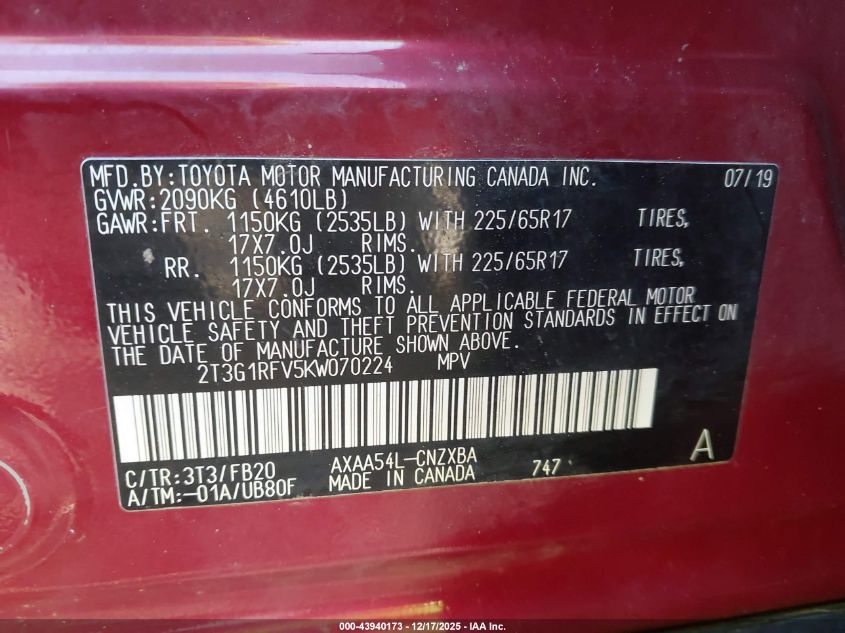 MFD.BY:TOYOTA MOTOR MANUFACTURING CANADA INC. 07/19
GVWR:2090KG (4610LB)
GAWR:FRT. 1150KG (2535LB) WITH 225/65R17 TIRES,
17X7.0J RIMS.
RR. 1150KG (2535LB) WITH 225/65R17 TIRES,
17X7.0J RIMS.
THIS VEHICLE CONFORMS TO ALL APPLICABLE FEDERAL MOTOR
VEHICLE SAFETY AND THEFT PREVENTION STANDARDS IN EFFECT ON
THE DATE OF MANUFACTURE SHOWN ABOVE.
2T3G1RFV5KW070224 MPV
C/TR:3T3/FB20 AXAA54L-CNZXBA 747 A
A/TM:-01A/UB80F MADE IN CANADA
000-43940173 - 12/17/2025 - IAA Inc.